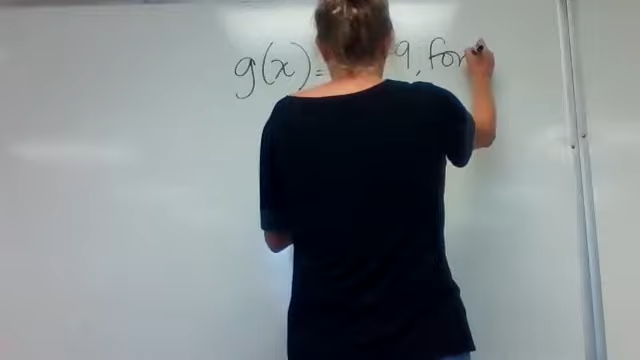 g(x) = 9, for